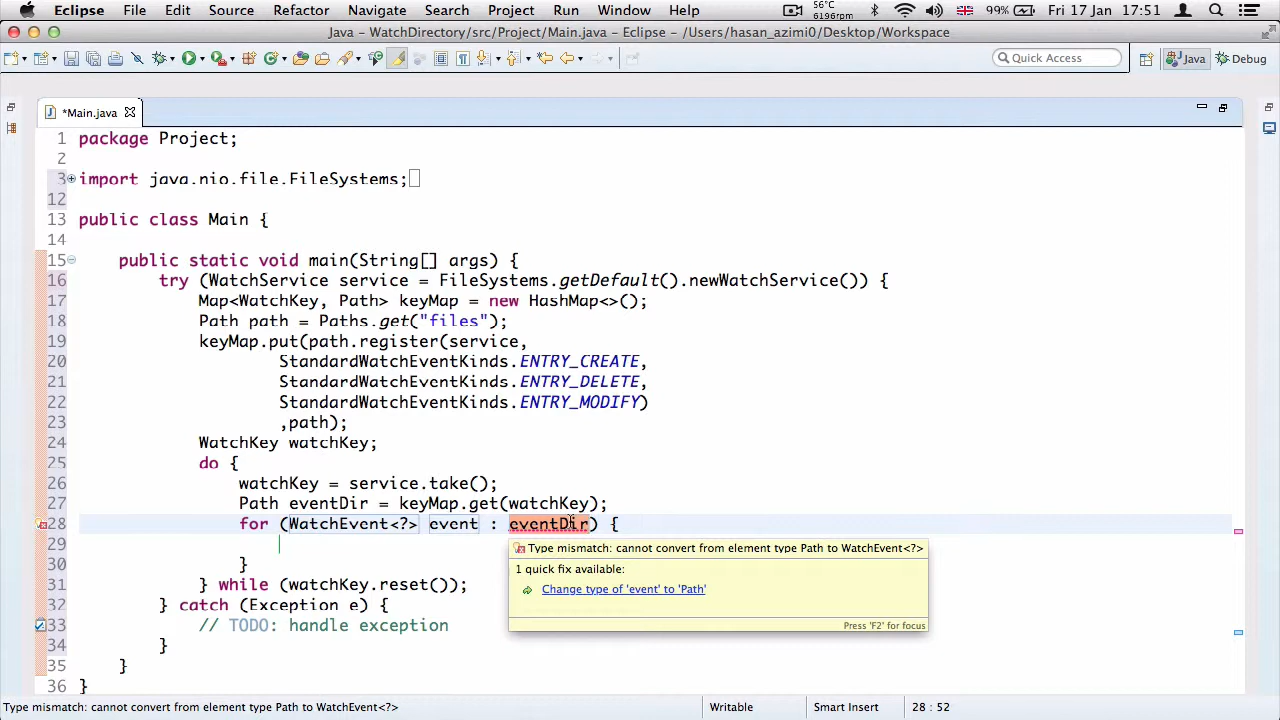 Eclipse File Edit Source Refactor Navigate Search Project Run Window Help 56°C 6196rpm 99% Fri 17 Jan 17:51
Java – WatchDirectory/src/Project/Main.java – Eclipse – /Users/hasan_azimi0/Desktop/Workspace
Quick Access Java Debug
*Main.java
1 package Project;
2
3 import java.nio.file.FileSystems;
12
13 public class Main {
14
15 public static void main(String[] args) {
16 try (WatchService service = FileSystems.getDefault().newWatchService()) {
17 Map<WatchKey, Path> keyMap = new HashMap<>();
18 Path path = Paths.get("files");
19 keyMap.put(path.register(service,
20 StandardWatchEventKinds.ENTRY_CREATE,
21 StandardWatchEventKinds.ENTRY_DELETE,
22 StandardWatchEventKinds.ENTRY_MODIFY)
23 ,path);
24 WatchKey watchKey;
25 do {
26 watchKey = service.take();
27 Path eventDir = keyMap.get(watchKey);
28 for (WatchEvent<?> event : eventDir) {
29
30 }
31 } while (watchKey.reset());
32 } catch (Exception e) {
33 // TODO: handle exception
34 }
35 }
36 }
Type mismatch: cannot convert from element type Path to WatchEvent<?>
1 quick fix available:
Change type of 'event' to 'Path'
Press 'F2' for focus
Type mismatch: cannot convert from element type Path to WatchEvent<?> Writable Smart Insert 28 : 52